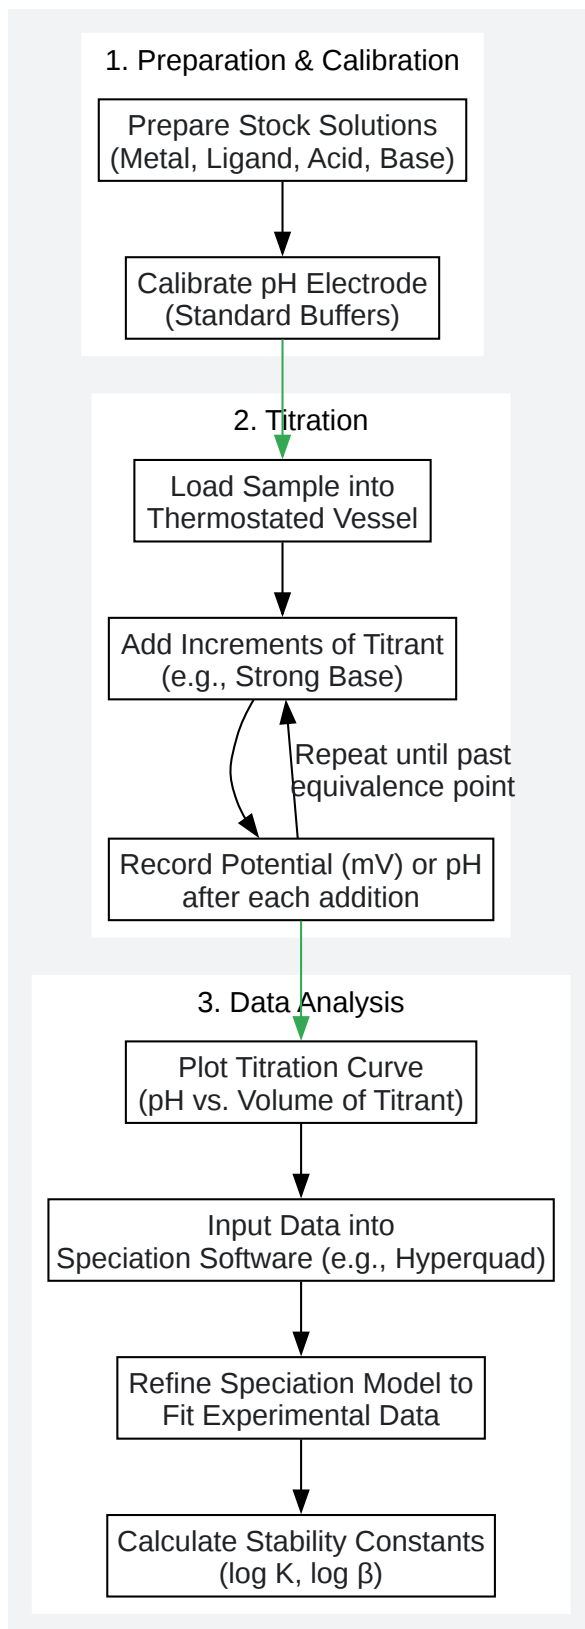 1. Preparation & Calibration
Prepare Stock Solutions
(Metal, Ligand, Acid, Base)
Calibrate pH Electrode
(Standard Buffers)
2. Titration
Load Sample into
Thermostated Vessel
Add Increments of Titrant
(e.g., Strong Base)
Repeat until past
equivalence point
Record Potential (mV) or pH
after each addition
3. Data Analysis
Plot Titration Curve
(pH vs. Volume of Titrant)
Input Data into
Speciation Software (e.g., Hyperquad)
Refine Speciation Model to
Fit Experimental Data
Calculate Stability Constants
(log K, log β)